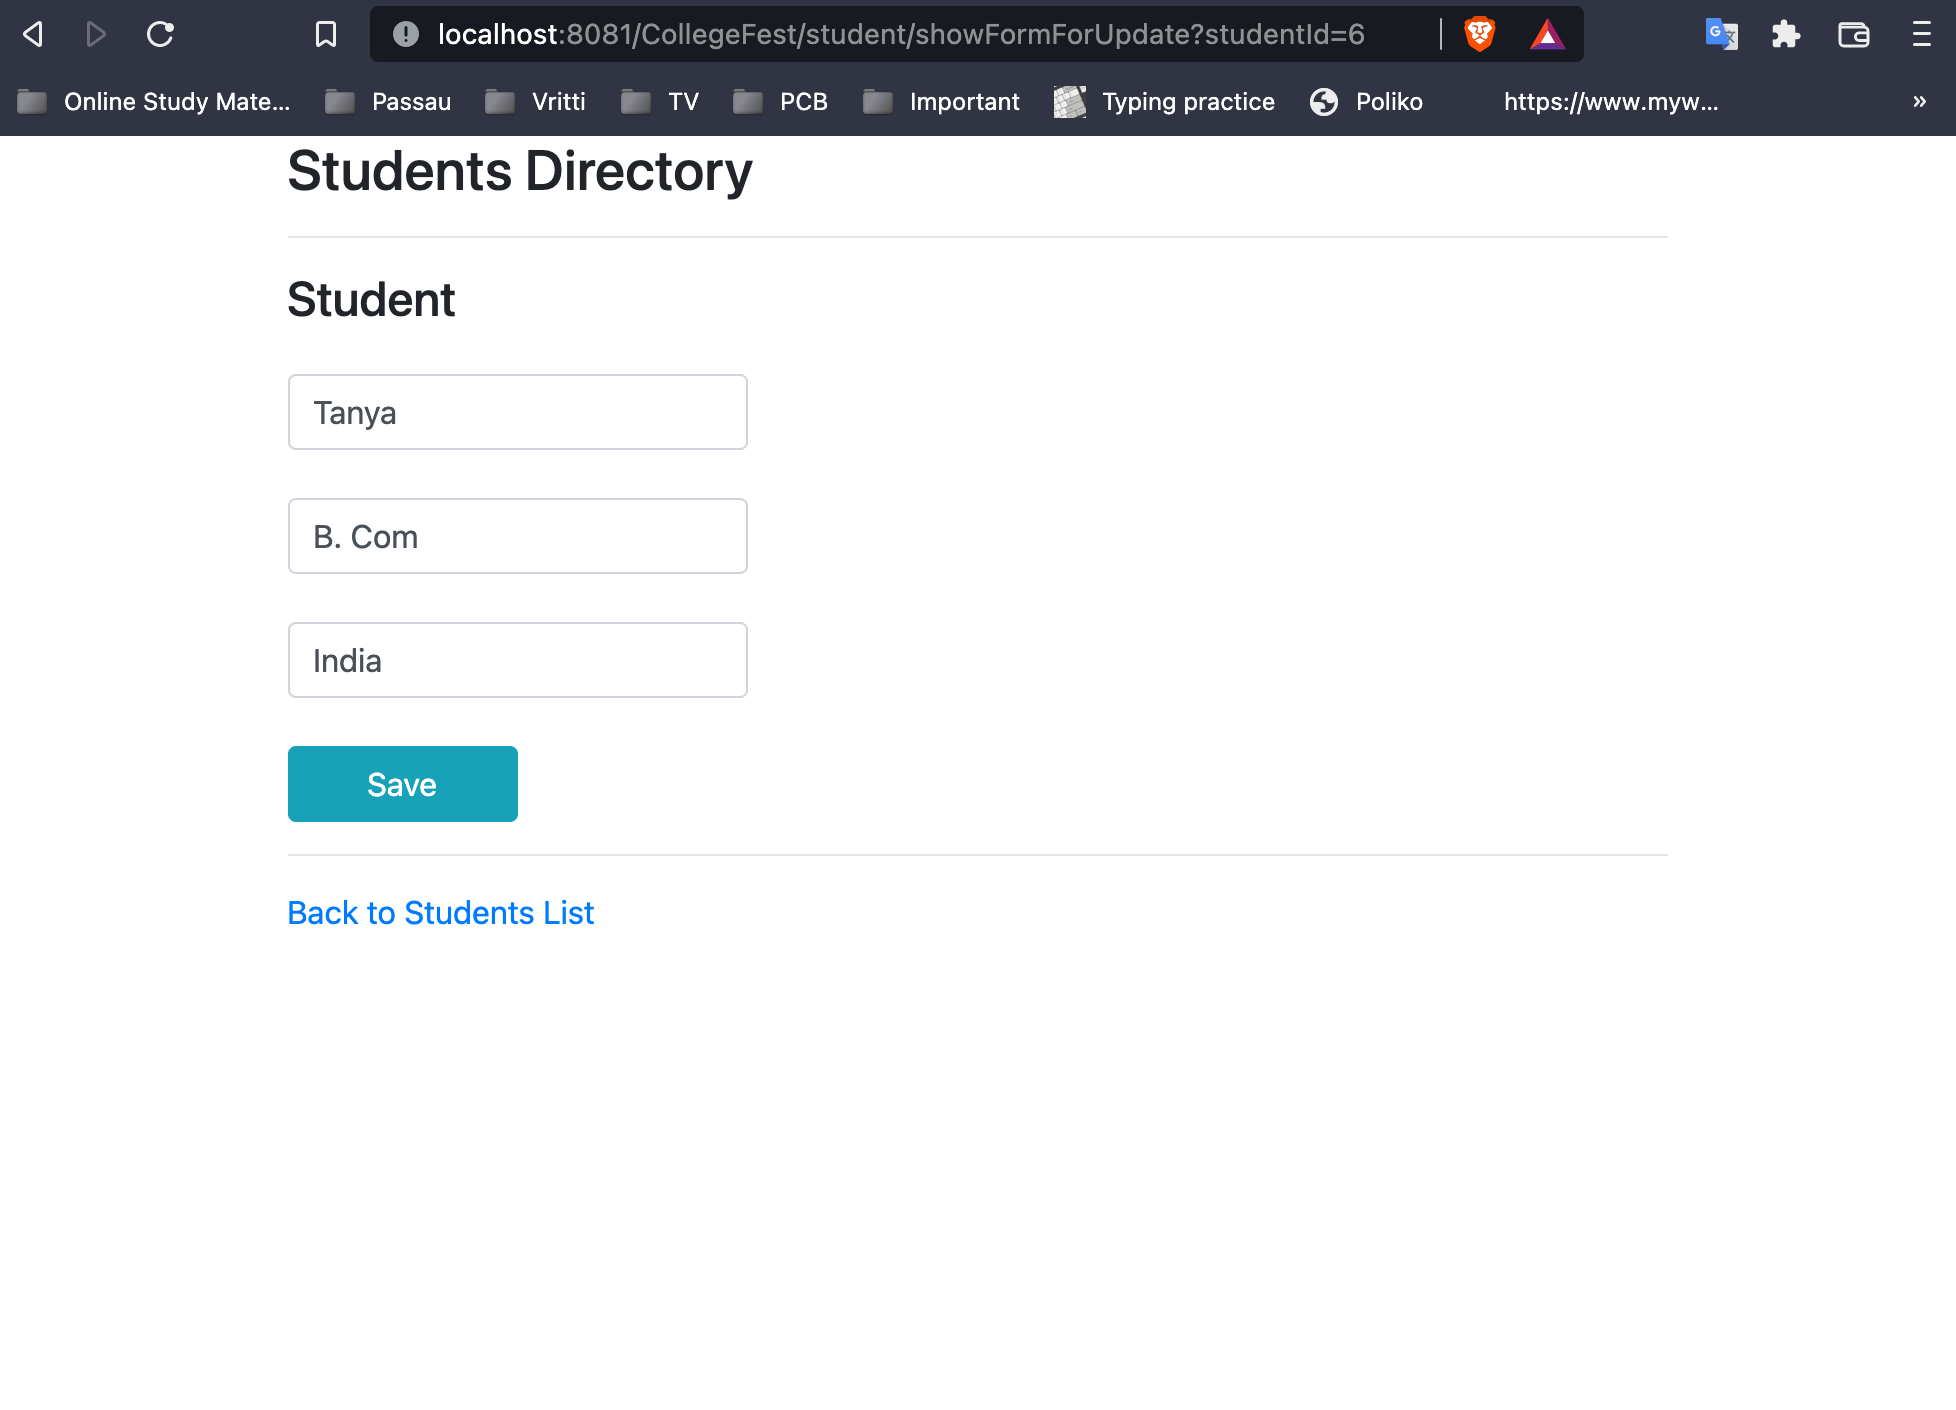 localhost:8081/CollegeFest/student/showFormForUpdate?studentId=6
Online Study Mate... Passau Vritti TV PCB Important Typing practice Poliko https://www.myw... »
Students Directory
Student
Tanya
B. Com
India
Save
Back to Students List